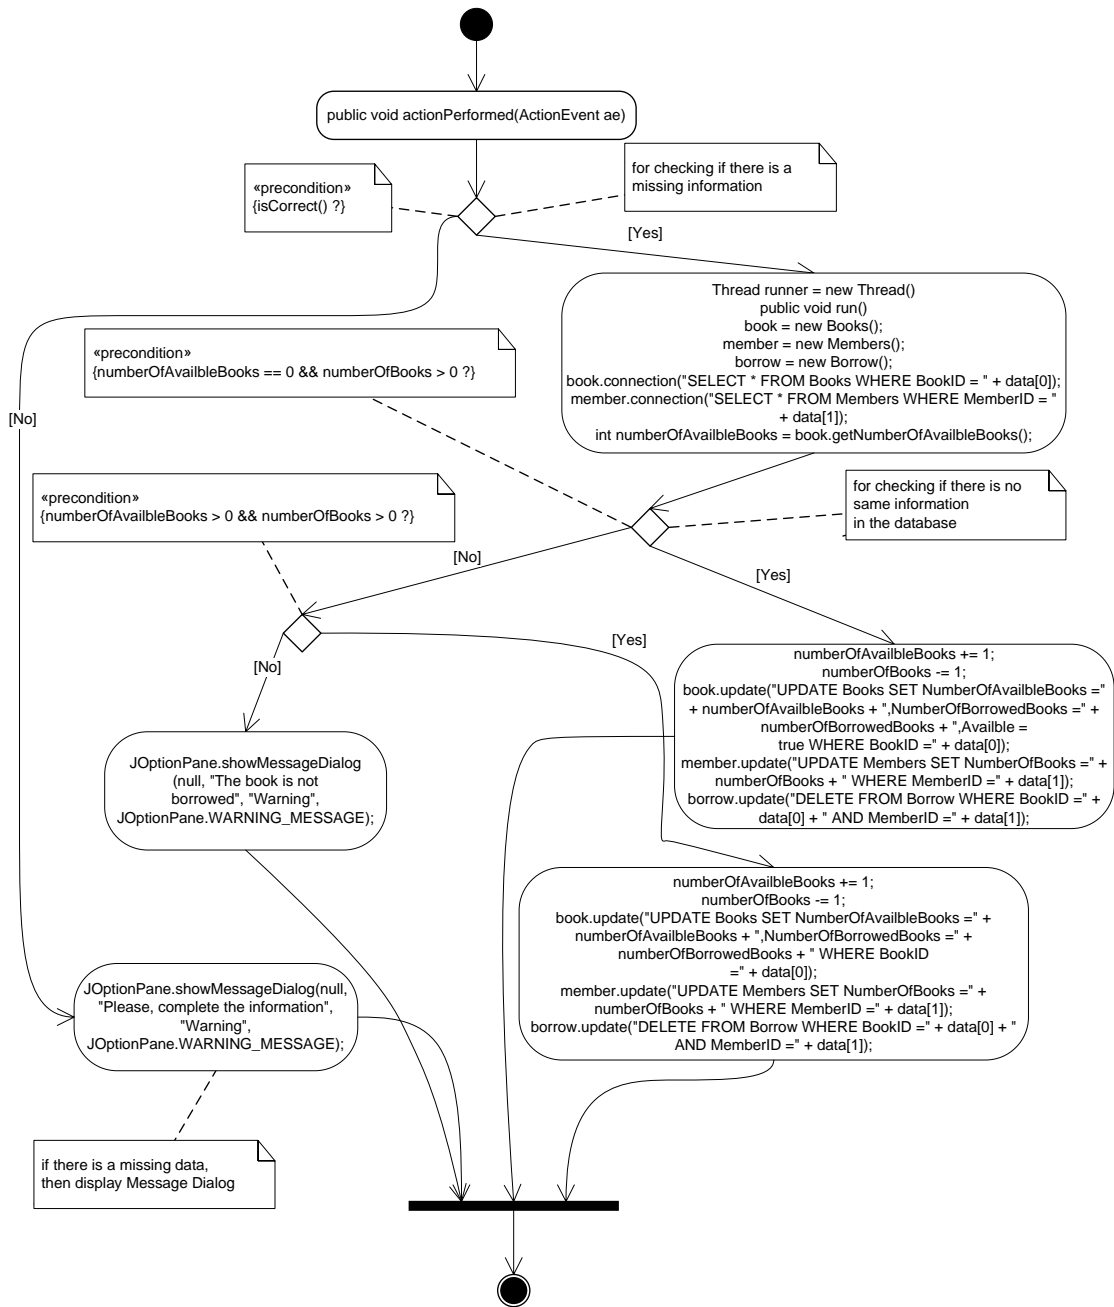 public void actionPerformed(ActionEvent ae)
«precondition»
{isCorrect() ?}
for checking if there is a
missing information
[Yes]
Thread runner = new Thread()
public void run()
book = new Books();
member = new Members();
borrow = new Borrow();
book.connection("SELECT * FROM Books WHERE BookID = " + data[0]);
member.connection("SELECT * FROM Members WHERE MemberID = "
+ data[1]);
int numberOfAvailbleBooks = book.getNumberOfAvailbleBooks();
«precondition»
{numberOfAvailbleBooks == 0 && numberOfBooks > 0 ?}
[No]
«precondition»
{numberOfAvailbleBooks > 0 && numberOfBooks > 0 ?}
for checking if there is no
same information
in the database
[No]
[Yes]
[Yes]
[No]
numberOfAvailbleBooks += 1;
numberOfBooks -= 1;
book.update("UPDATE Books SET NumberOfAvailbleBooks ="
+ numberOfAvailbleBooks + ",NumberOfBorrowedBooks =" +
numberOfBorrowedBooks + ",Availble =
true WHERE BookID =" + data[0]);
member.update("UPDATE Members SET NumberOfBooks =" +
numberOfBooks + " WHERE MemberID =" + data[1]);
borrow.update("DELETE FROM Borrow WHERE BookID =" +
data[0] + " AND MemberID =" + data[1]);
JOptionPane.showMessageDialog
(null, "The book is not
borrowed", "Warning",
JOptionPane.WARNING_MESSAGE);
numberOfAvailbleBooks += 1;
numberOfBooks -= 1;
book.update("UPDATE Books SET NumberOfAvailbleBooks =" +
numberOfAvailbleBooks + ",NumberOfBorrowedBooks =" +
numberOfBorrowedBooks + " WHERE BookID
=" + data[0]);
member.update("UPDATE Members SET NumberOfBooks =" +
numberOfBooks + " WHERE MemberID =" + data[1]);
borrow.update("DELETE FROM Borrow WHERE BookID =" + data[0] + "
AND MemberID =" + data[1]);
JOptionPane.showMessageDialog(null,
"Please, complete the information",
"Warning",
JOptionPane.WARNING_MESSAGE);
if there is a missing data,
then display Message Dialog